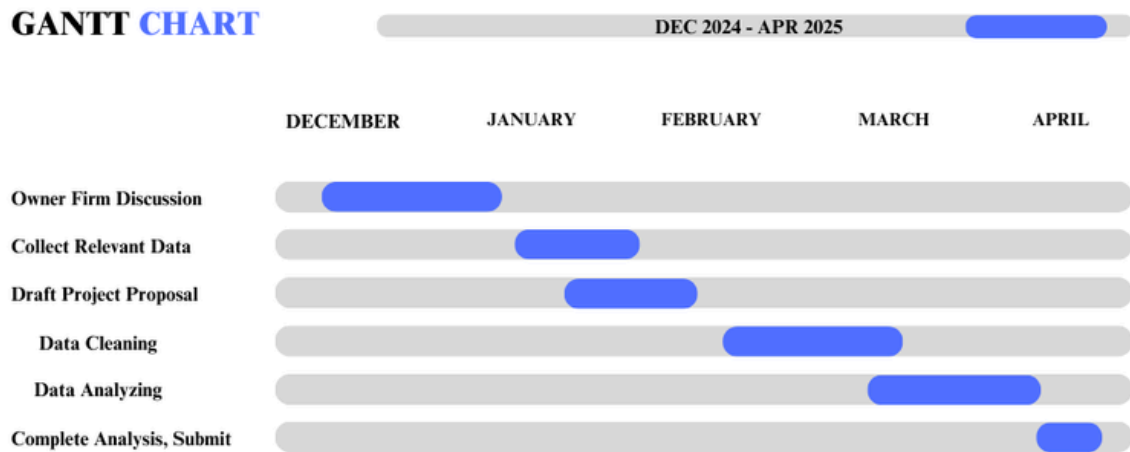 GANTT CHART
DEC 2024 - APR 2025
DECEMBER JANUARY FEBRUARY MARCH APRIL
Owner Firm Discussion
Collect Relevant Data
Draft Project Proposal
Data Cleaning
Data Analyzing
Complete Analysis, Submit